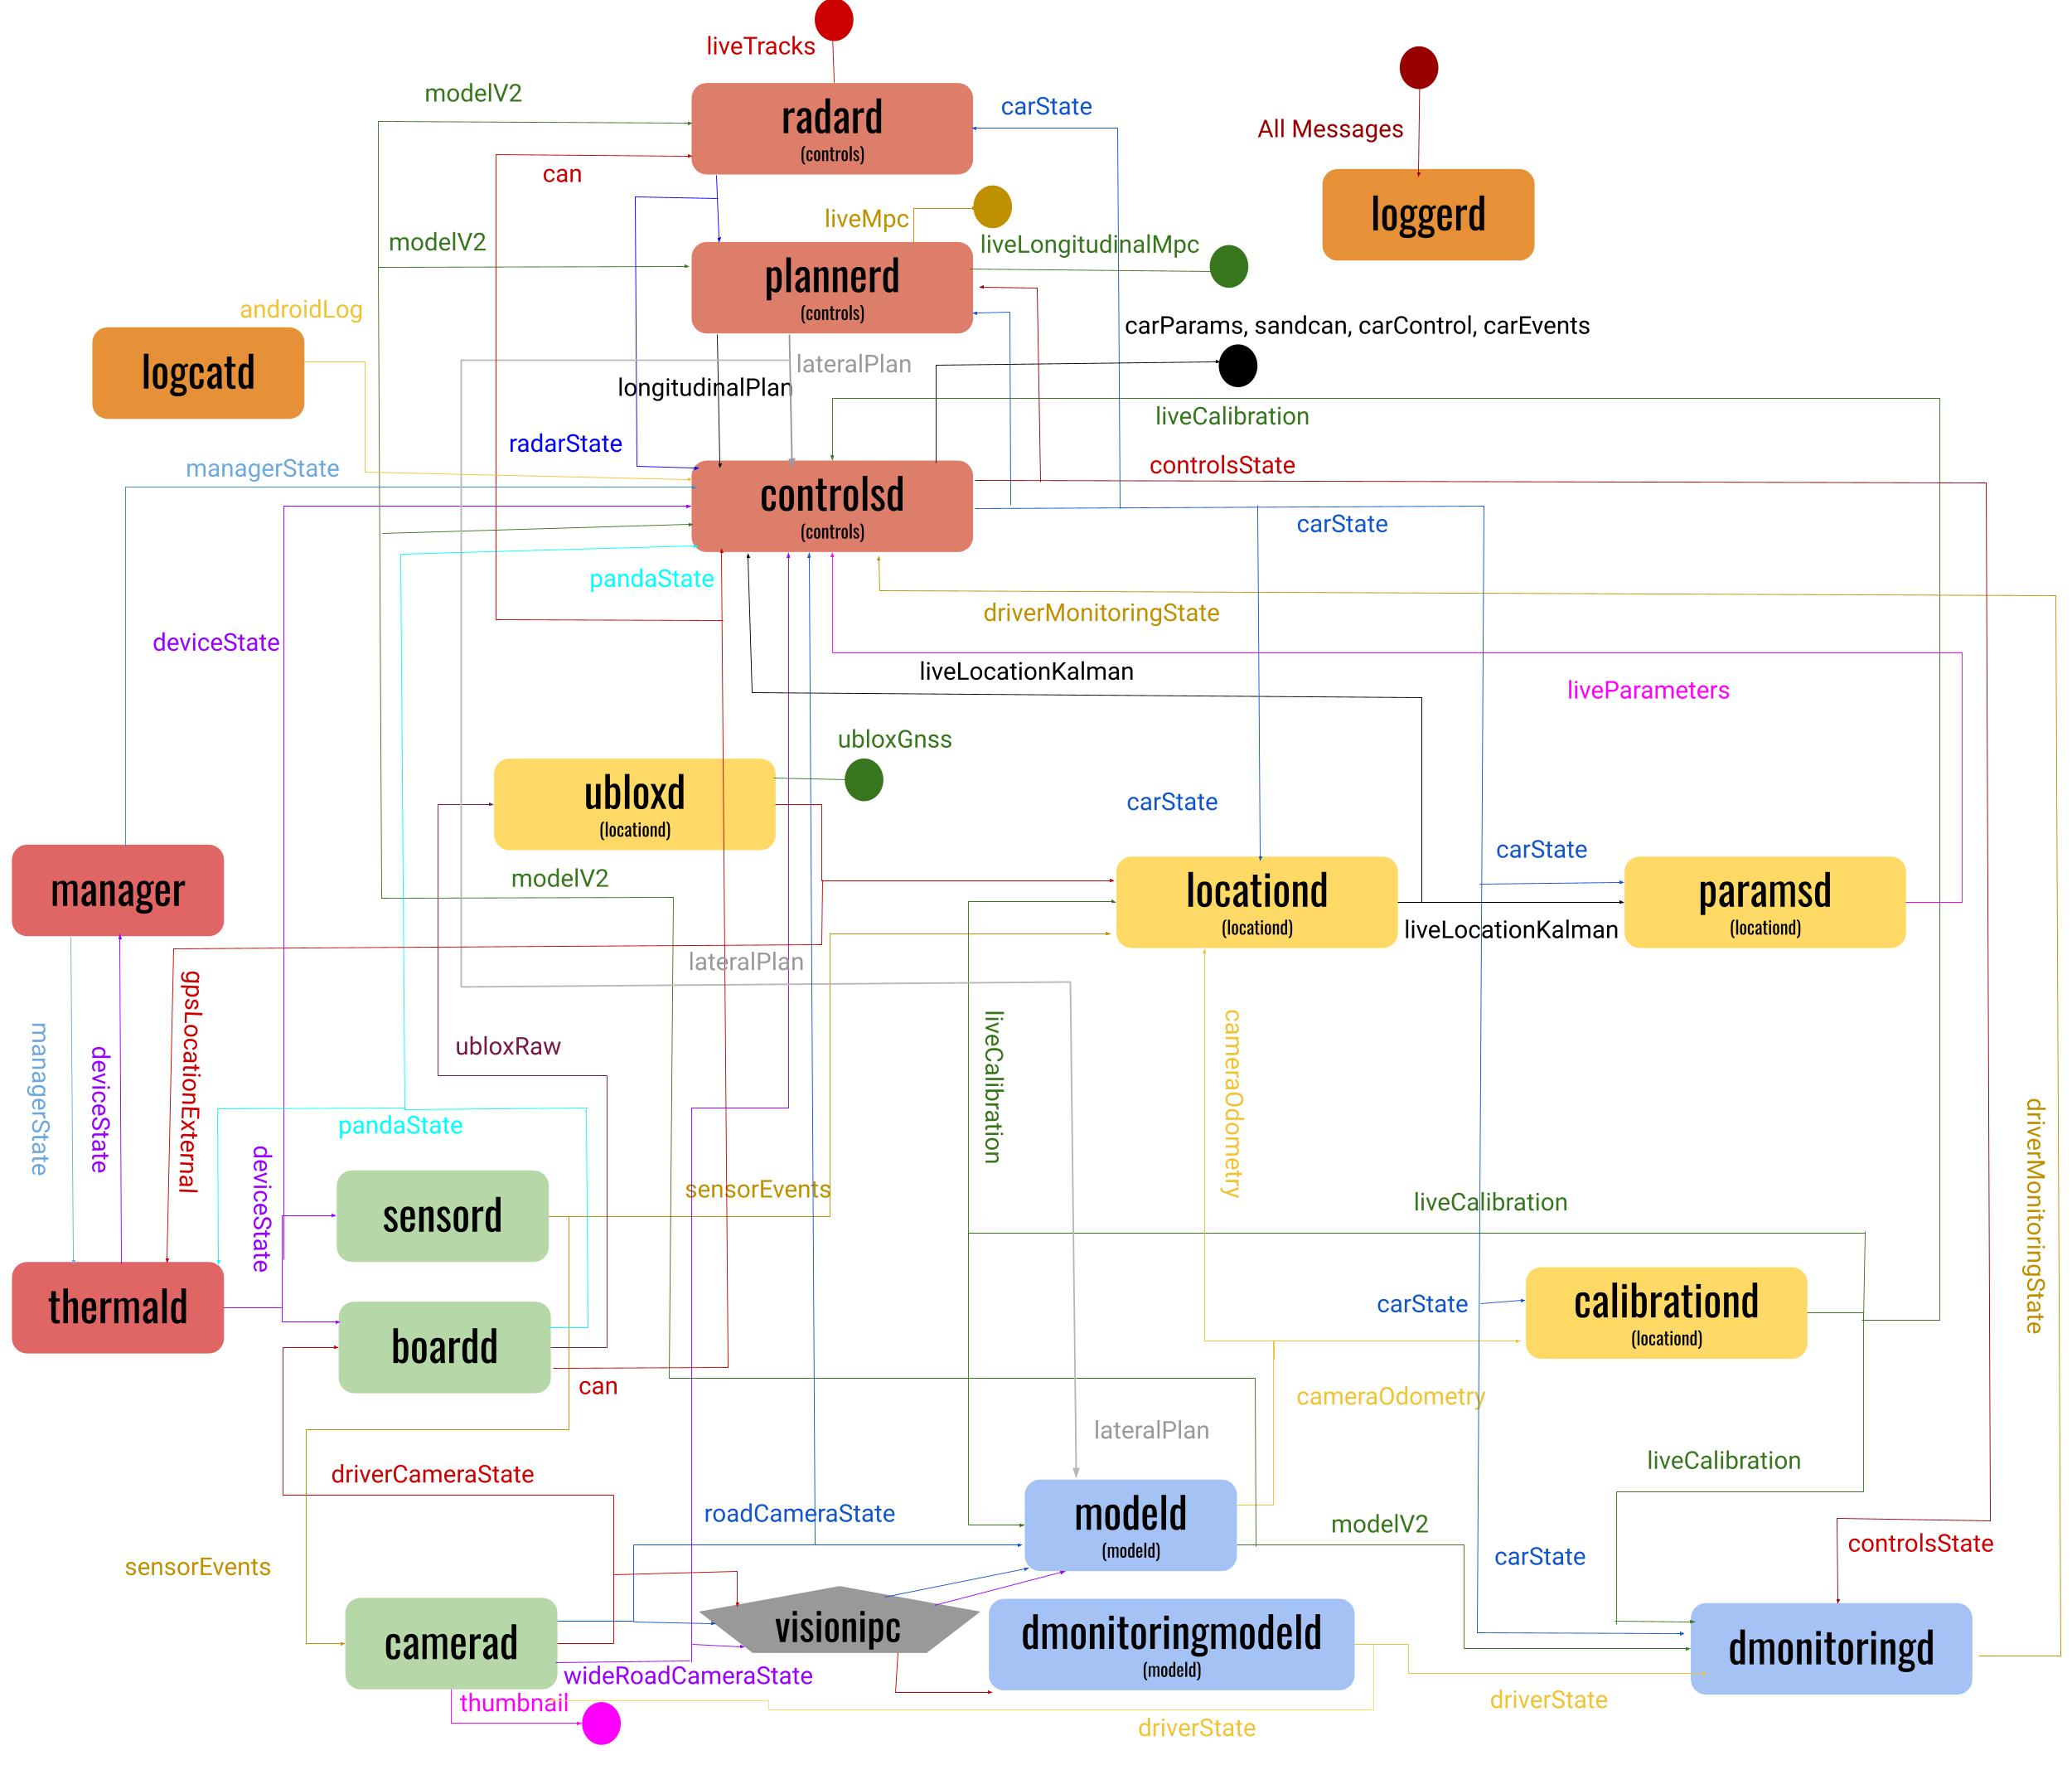 liveTracks
modelV2
radard
(controls)
carState
All Messages
can
loggerd
liveMpc
modelV2
liveLongitudinalMpc
plannerd
(controls)
androidLog
carParams, sandcan, carControl, carEvents
logcatd
lateralPlan
longitudinalPlan
liveCalibration
radarState
managerState
controlsState
controlsd
(controls)
carState
pandaState
driverMonitoringState
deviceState
liveLocationKalman
liveParameters
ubloxGnss
ubloxd
(locationd)
carState
carState
manager
modelV2
locationd
(locationd)
paramsd
(locationd)
liveLocationKalman
lateralPlan
gpsLocationExternal
managerState
deviceState
ubloxRaw
liveCalibration
cameraOdometry
pandaState
driverMonitoringState
deviceState
sensord
sensorEvents
liveCalibration
thermald
carState
calibrationd
(locationd)
boardd
can
cameraOdometry
lateralPlan
liveCalibration
driverCameraState
roadCameraState
modeld
(modeld)
modelV2
controlsState
sensorEvents
carState
camerad
visionipc
dmonitoringmodeld
(modeld)
dmonitoringd
wideRoadCameraState
thumbnail
driverState
driverState